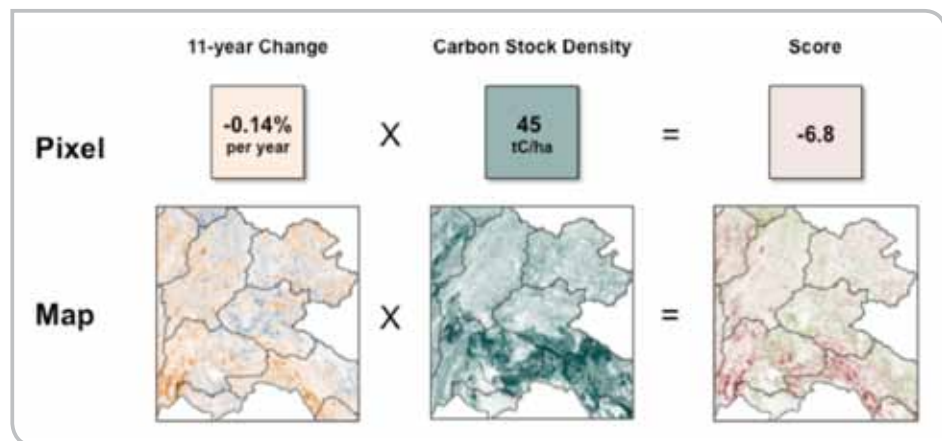 11-year Change Carbon Stock Density Score
Pixel
-0.14%
per year
X
45
tC/ha
=
-6.8
Map
X
=